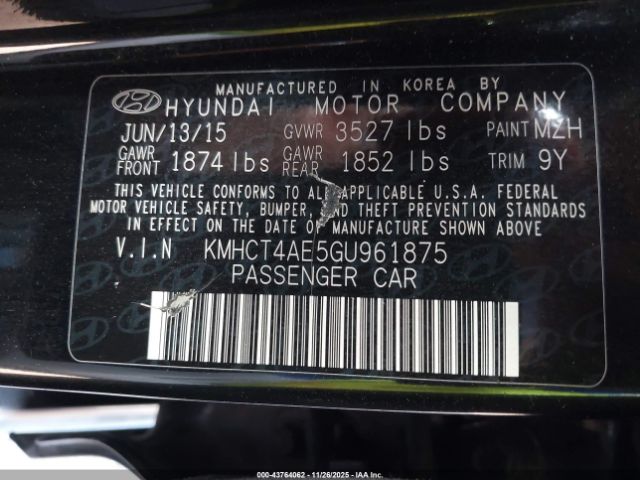 MANUFACTURED IN KOREA BY
HYUNDAI MOTOR COMPANY
JUN/13/15 GVWR 3527 lbs PAINT MZH
GAWR FRONT 1874 lbs GAWR REAR 1852 lbs TRIM 9Y
THIS VEHICLE CONFORMS TO ALL APPLICABLE U.S.A. FEDERAL
MOTOR VEHICLE SAFETY, BUMPER, AND THEFT PREVENTION STANDARDS
IN EFFECT ON THE DATE OF MANUFACTURE SHOWN ABOVE.
V.I.N KMHCT4AE5GU961875
PASSENGER CAR
000-43764062 - 11/26/2025 - IAAI.COM